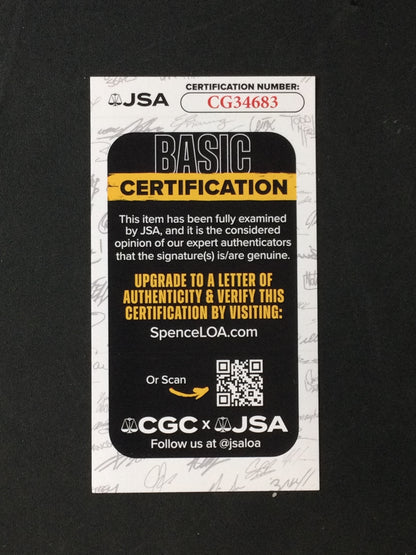 JSA
CERTIFICATION NUMBER:
CG34683
BASIC
CERTIFICATION
This item has been fully examined
by JSA, and it is the considered
opinion of our expert authenticators
that the signature(s) is/are genuine.
UPGRADE TO A LETTER OF
AUTHENTICITY & VERIFY THIS
CERTIFICATION BY VISITING:
SpenceLOA.com
Or Scan
CGC x JSA
Follow us at @jsaloa